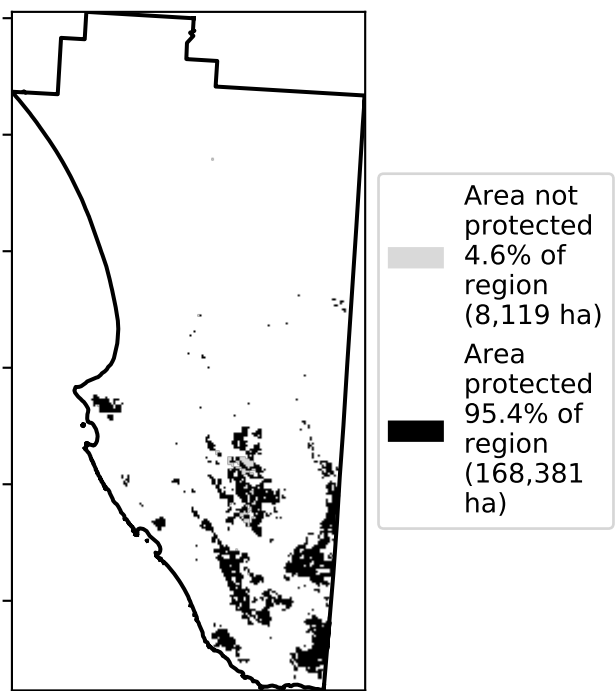 Area not
protected
4.6% of
region
(8,119 ha)
Area
protected
95.4% of
region
(168,381
ha)